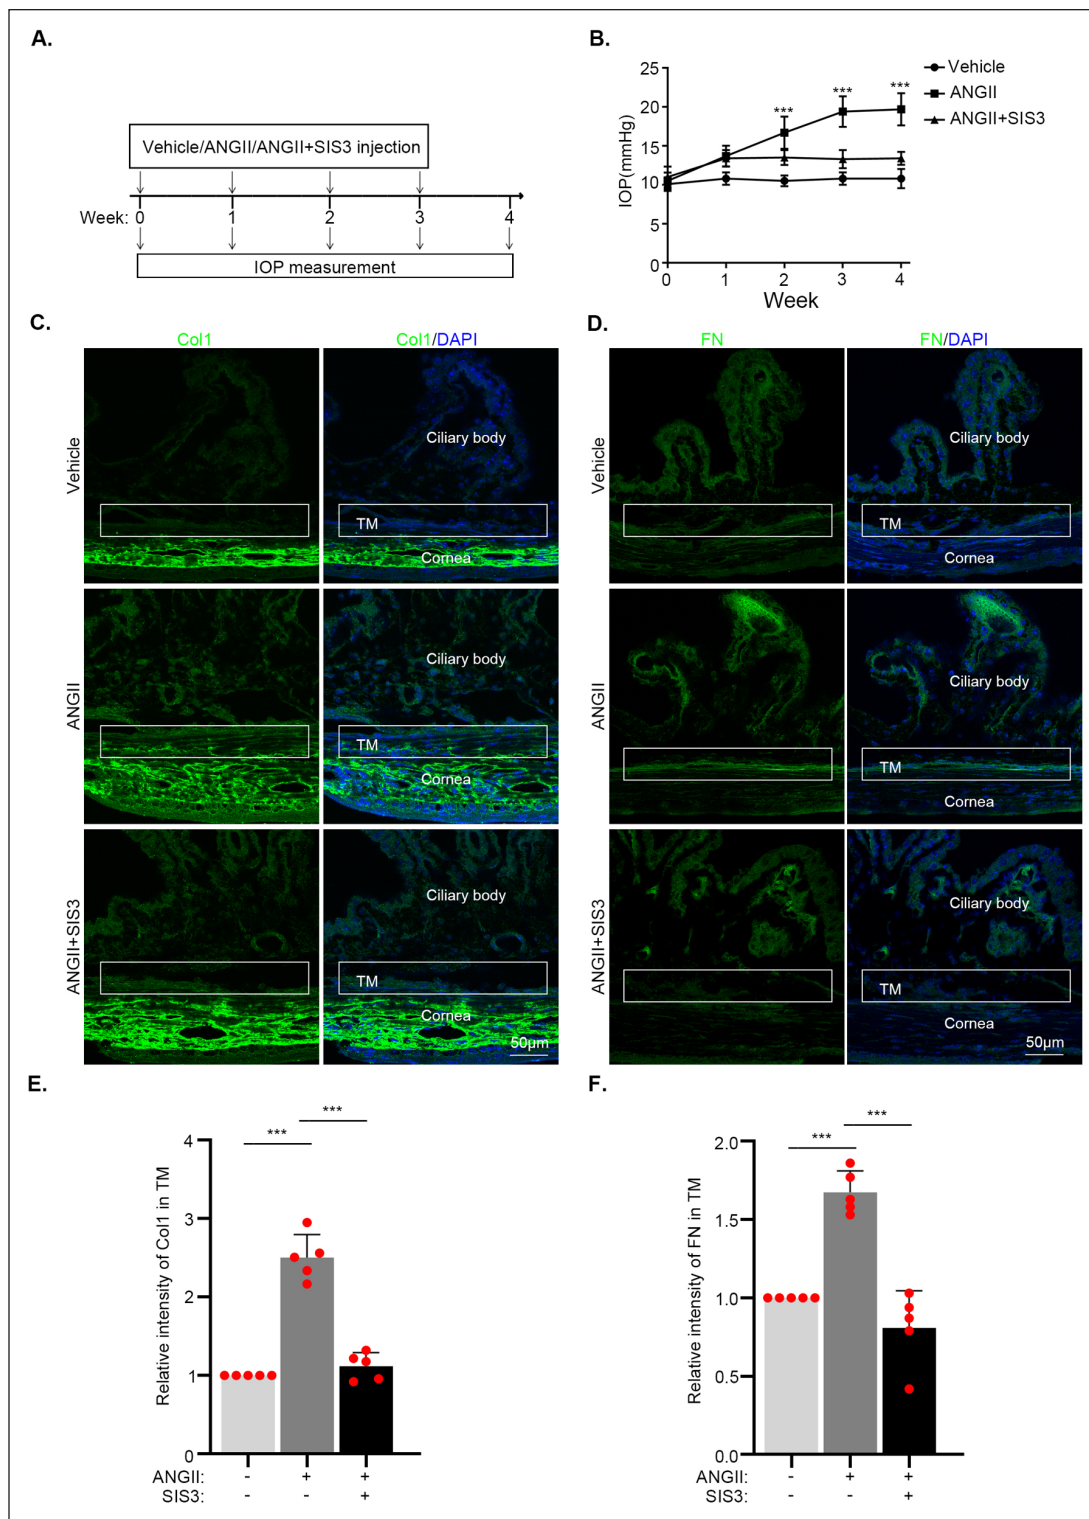 A.
Vehicle/ANGII/ANGII+SIS3 injection
Week: 0 1 2 3 4
IOP measurement
B.
25
20
15
10
5
0
IOP(mmHg)
*** *** ***
0 1 2 3 4
Week
Vehicle
ANGII
ANGII+SIS3
C.
Col1 Col1/DAPI
Vehicle
Ciliary body
TM
Cornea
ANGII
Ciliary body
TM
Cornea
ANGII+SIS3
Ciliary body
TM
Cornea
50μm
D.
FN FN/DAPI
Vehicle
Ciliary body
TM
Cornea
ANGII
Ciliary body
TM
Cornea
ANGII+SIS3
Ciliary body
TM
Cornea
50μm
E.
Relative intensity of Col1 in TM
4
3
2
1
0
***
***
ANGII: - + +
SIS3: - - +
F.
Relative intensity of FN in TM
2.0
1.5
1.0
0.5
0.0
***
***
ANGII: - + +
SIS3: - - +